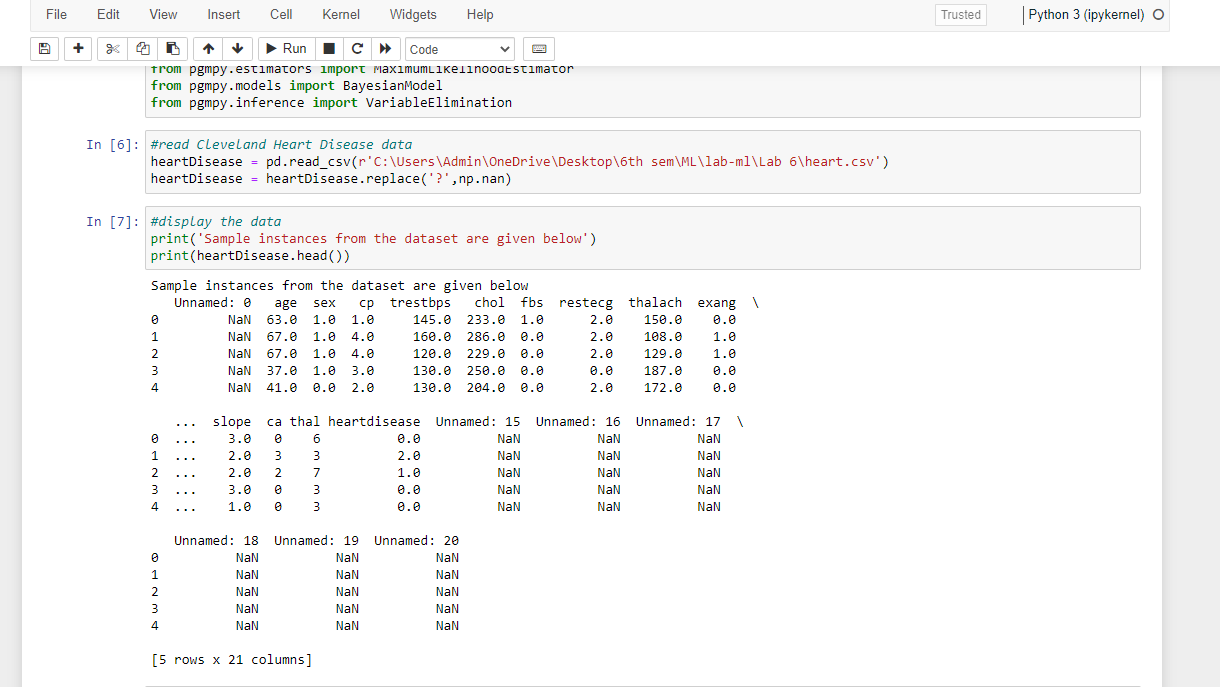 File Edit View Insert Cell Kernel Widgets Help Trusted Python 3 (ipykernel)
Run Code
from pgmpy.estimators import MaximumLikelihoodEstimator
from pgmpy.models import BayesianModel
from pgmpy.inference import VariableElimination
In [6]: #read Cleveland Heart Disease data
heartDisease = pd.read_csv(r'C:\Users\Admin\OneDrive\Desktop\6th sem\ML\lab-ml\Lab 6\heart.csv')
heartDisease = heartDisease.replace('?',np.nan)
In [7]: #display the data
print('Sample instances from the dataset are given below')
print(heartDisease.head())
Sample instances from the dataset are given below
Unnamed: 0 age sex cp trestbps chol fbs restecg thalach exang \
0 NaN 63.0 1.0 1.0 145.0 233.0 1.0 2.0 150.0 0.0
1 NaN 67.0 1.0 4.0 160.0 286.0 0.0 2.0 108.0 1.0
2 NaN 67.0 1.0 4.0 120.0 229.0 0.0 2.0 129.0 1.0
3 NaN 37.0 1.0 3.0 130.0 250.0 0.0 0.0 187.0 0.0
4 NaN 41.0 0.0 2.0 130.0 204.0 0.0 2.0 172.0 0.0
... slope ca thal heartdisease Unnamed: 15 Unnamed: 16 Unnamed: 17 \
0 ... 3.0 0 6 0.0 NaN NaN NaN
1 ... 2.0 3 3 2.0 NaN NaN NaN
2 ... 2.0 2 7 1.0 NaN NaN NaN
3 ... 3.0 0 3 0.0 NaN NaN NaN
4 ... 1.0 0 3 0.0 NaN NaN NaN
Unnamed: 18 Unnamed: 19 Unnamed: 20
0 NaN NaN NaN
1 NaN NaN NaN
2 NaN NaN NaN
3 NaN NaN NaN
4 NaN NaN NaN
[5 rows x 21 columns]